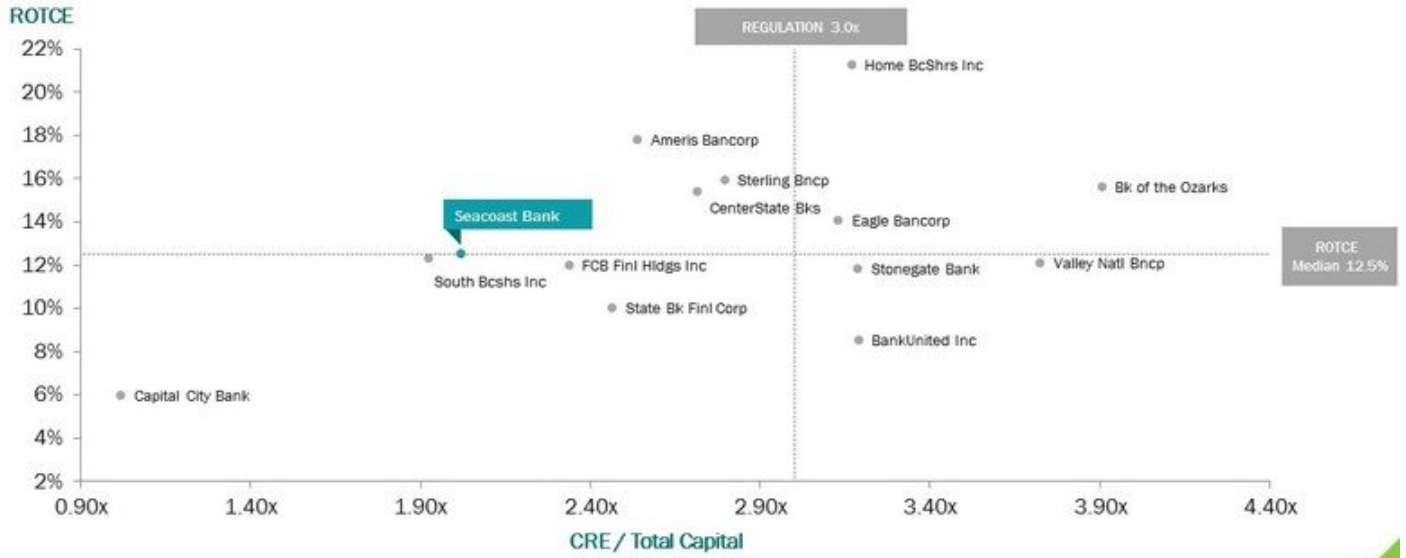 ROTCE
REGULATION 3.0x
22%
Home BcShrs Inc
20%
18%
Ameris Bancorp
16%
Sterling Bncp
Bk of the Ozarks
CenterState Bks
Seacoast Bank
14%
Eagle Bancorp
ROTCE
Median 12.5%
12%
FCB Finl Hldgs Inc
Stonegate Bank
Valley Natl Bncp
South Bcshs Inc
10%
State Bk Finl Corp
8%
BankUnited Inc
6%
Capital City Bank
4%
2%
0.90x
1.40x
1.90x
2.40x
2.90x
3.40x
3.90x
4.40x
CRE / Total Capital